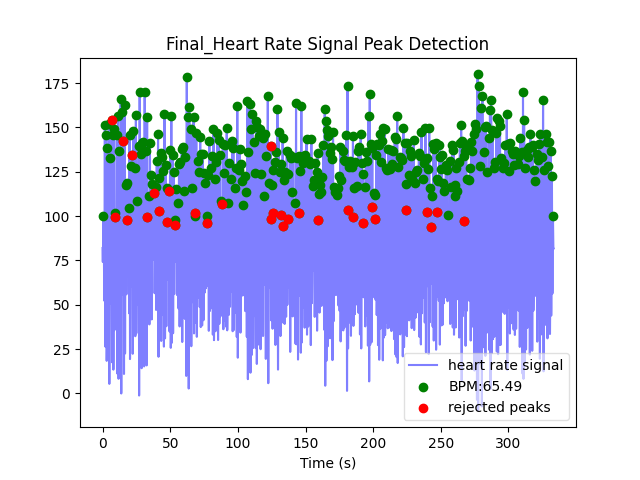 Final_Heart Rate Signal Peak Detection
175
150
125
100
75
50
25
0
heart rate signal
BPM:65.49
rejected peaks
0 50 100 150 200 250 300
Time (s)